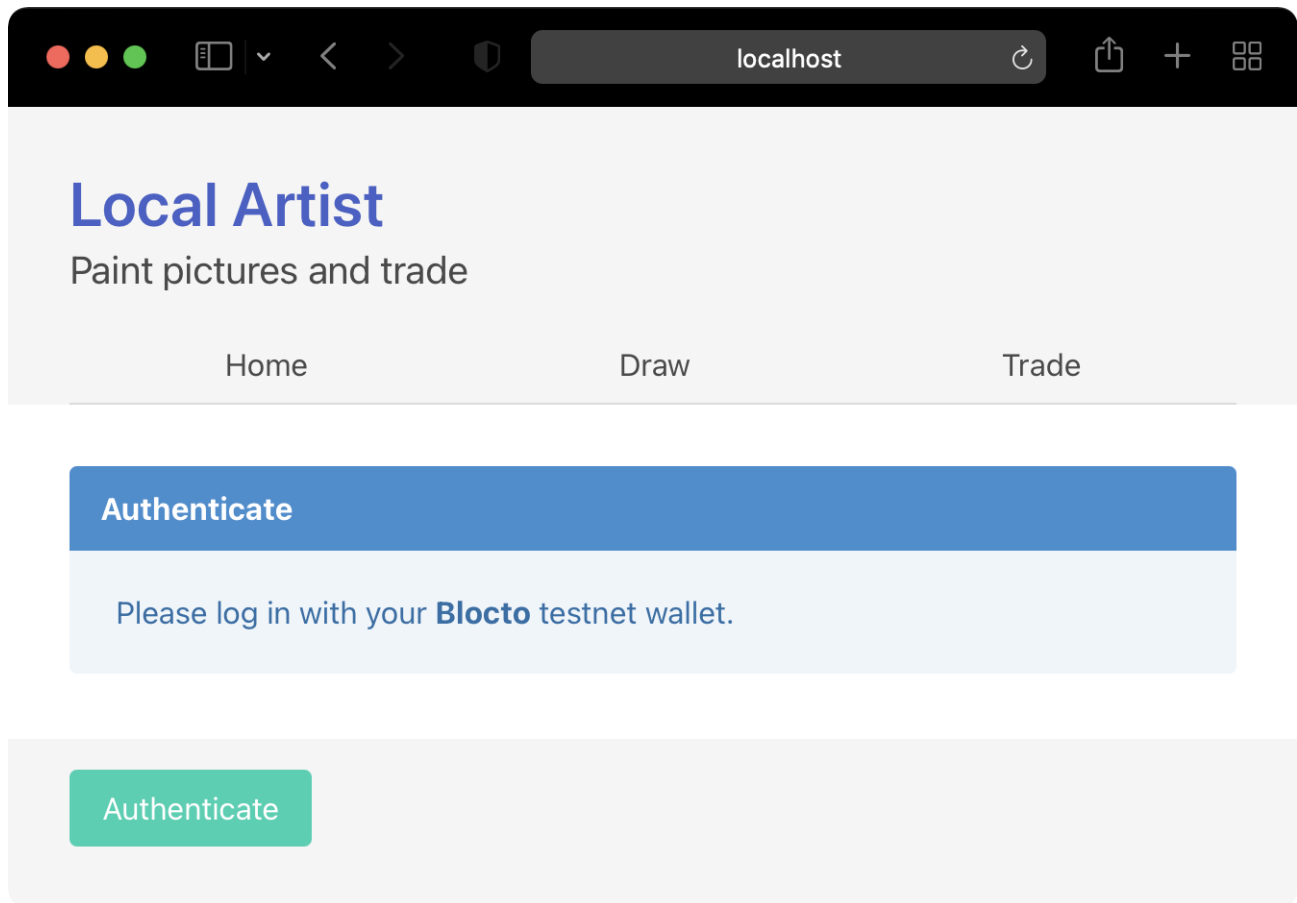 localhost
Local Artist
Paint pictures and trade
Home Draw Trade
Authenticate
Please log in with your Blocto testnet wallet.
Authenticate